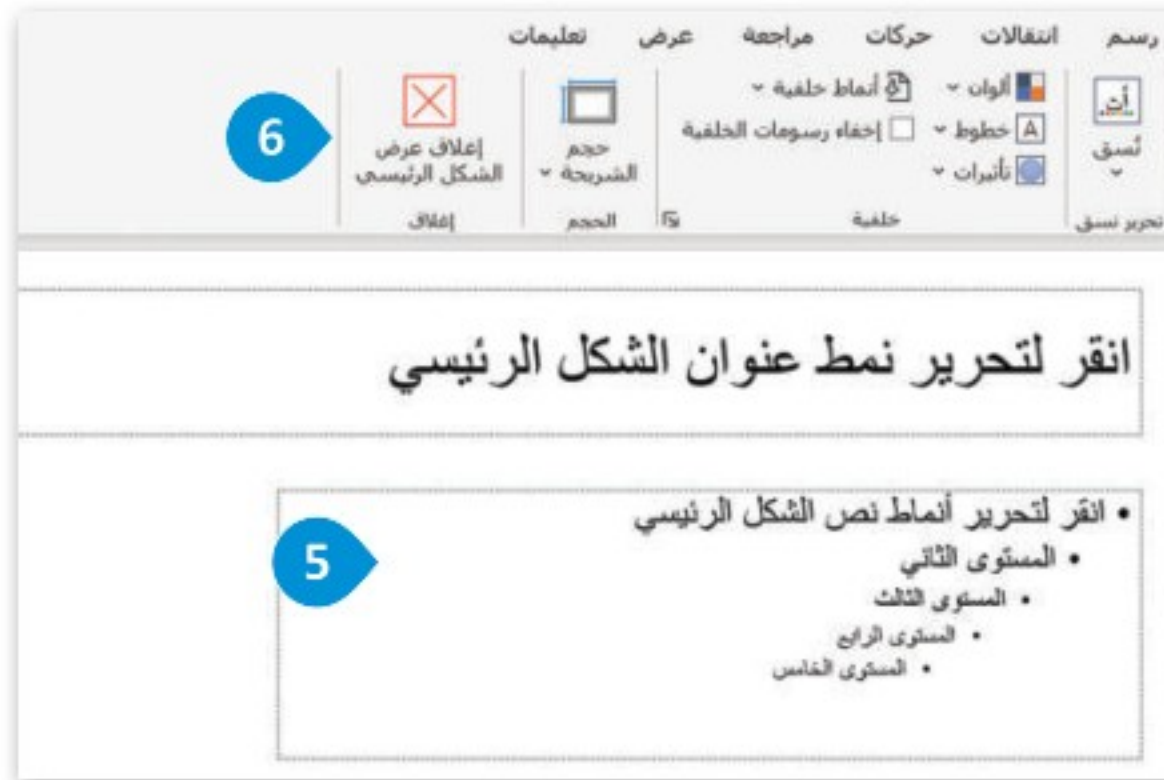 رسم انتقالات حركات مراجعة عرض تعليمات
نُسق
تحرير نسق
ألوان
خطوط
تأثيرات
أنماط خلفية
إخفاء رسومات الخلفية
خلفية
حجم
الشريحة
الحجم
إغلاق عرض
الشكل الرئيسي
إغلاق
6
انقر لتحرير نمط عنوان الشكل الرئيسي
• انقر لتحرير أنماط نص الشكل الرئيسي
• المستوى الثاني
• المستوى الثالث
• المستوى الرابع
• المستوى الخامس
5